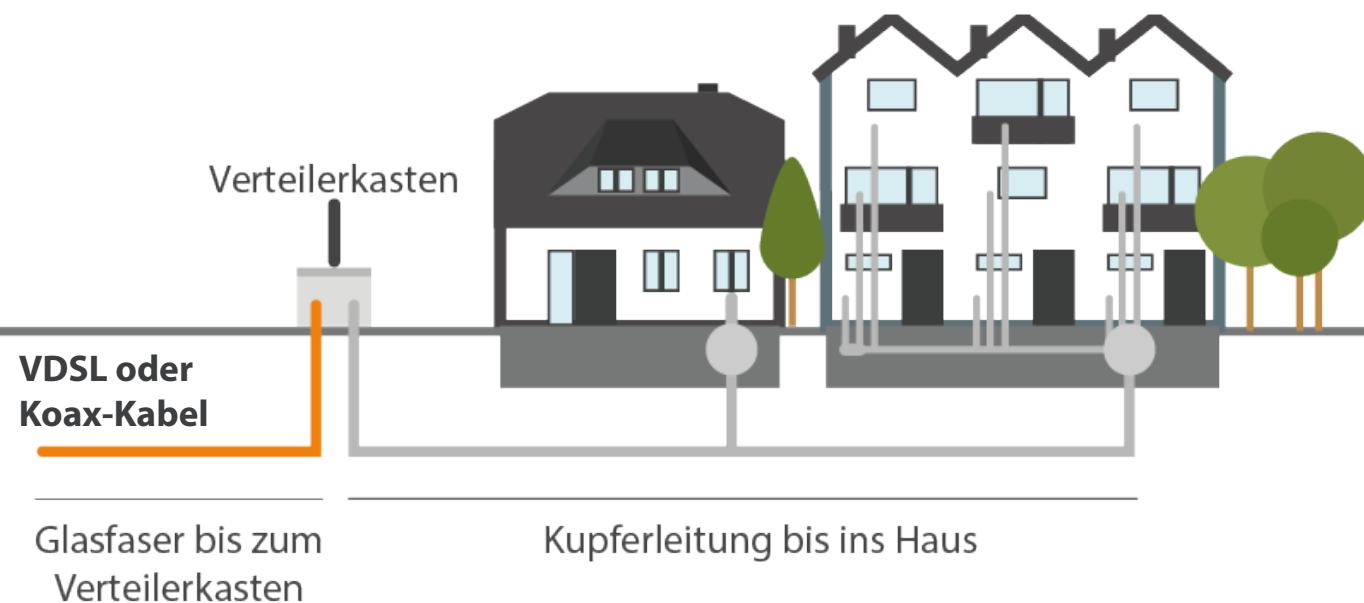 Verteilerkasten
VDSL oder
Koax-Kabel
Glasfaser bis zum
Verteilerkasten
Kupferleitung bis ins Haus